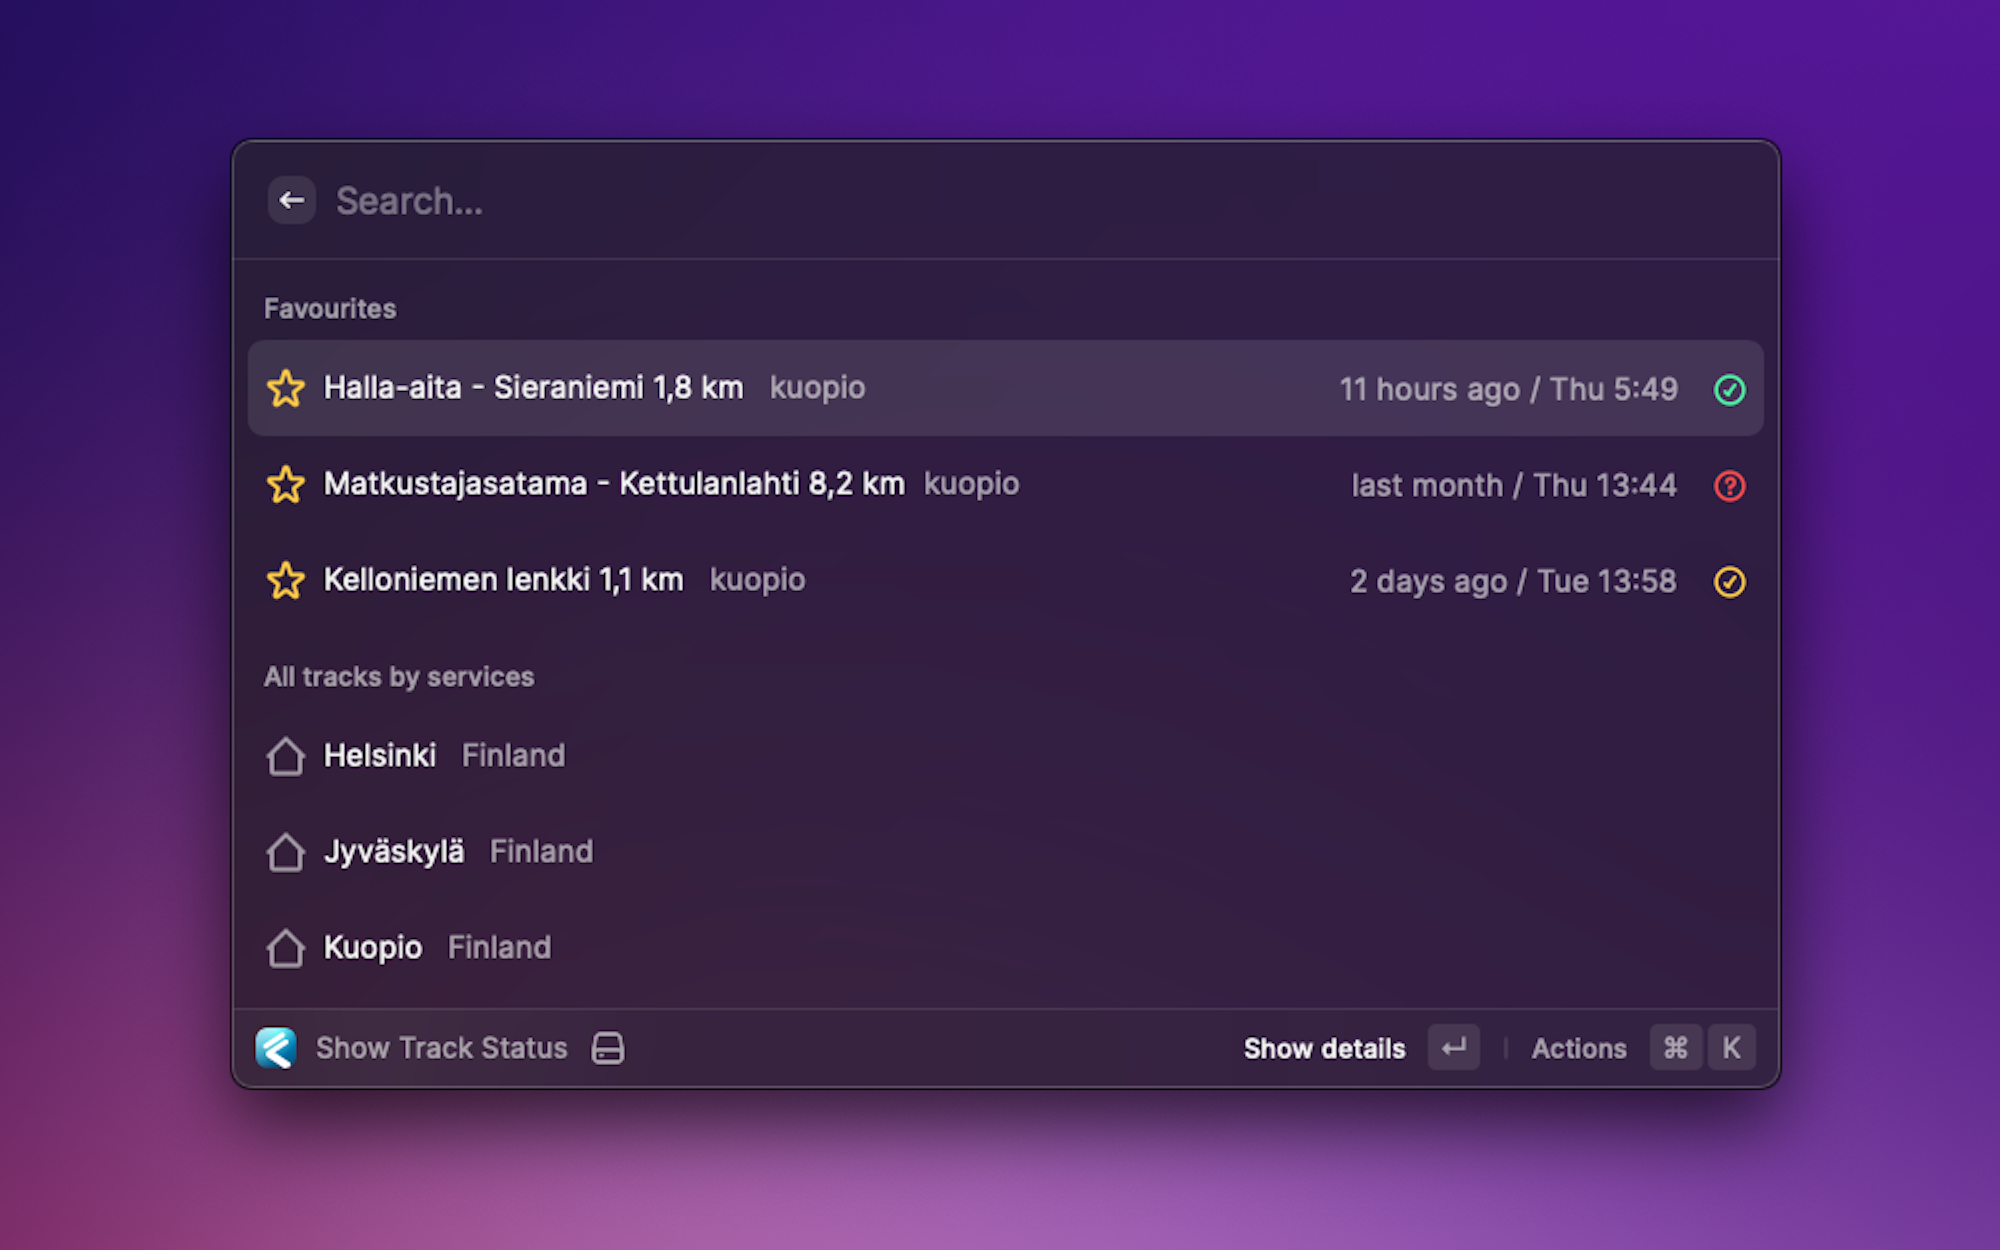 Search...
Favourites
Halla-aita - Sieraniemi 1,8 km kuopio 11 hours ago / Thu 5:49
Matkustajasatama - Kettulanlahti 8,2 km kuopio last month / Thu 13:44
Kelloniemen lenkki 1,1 km kuopio 2 days ago / Tue 13:58
All tracks by services
Helsinki Finland
Jyväskylä Finland
Kuopio Finland
Show Track Status Show details ↵ Actions ⌘ K